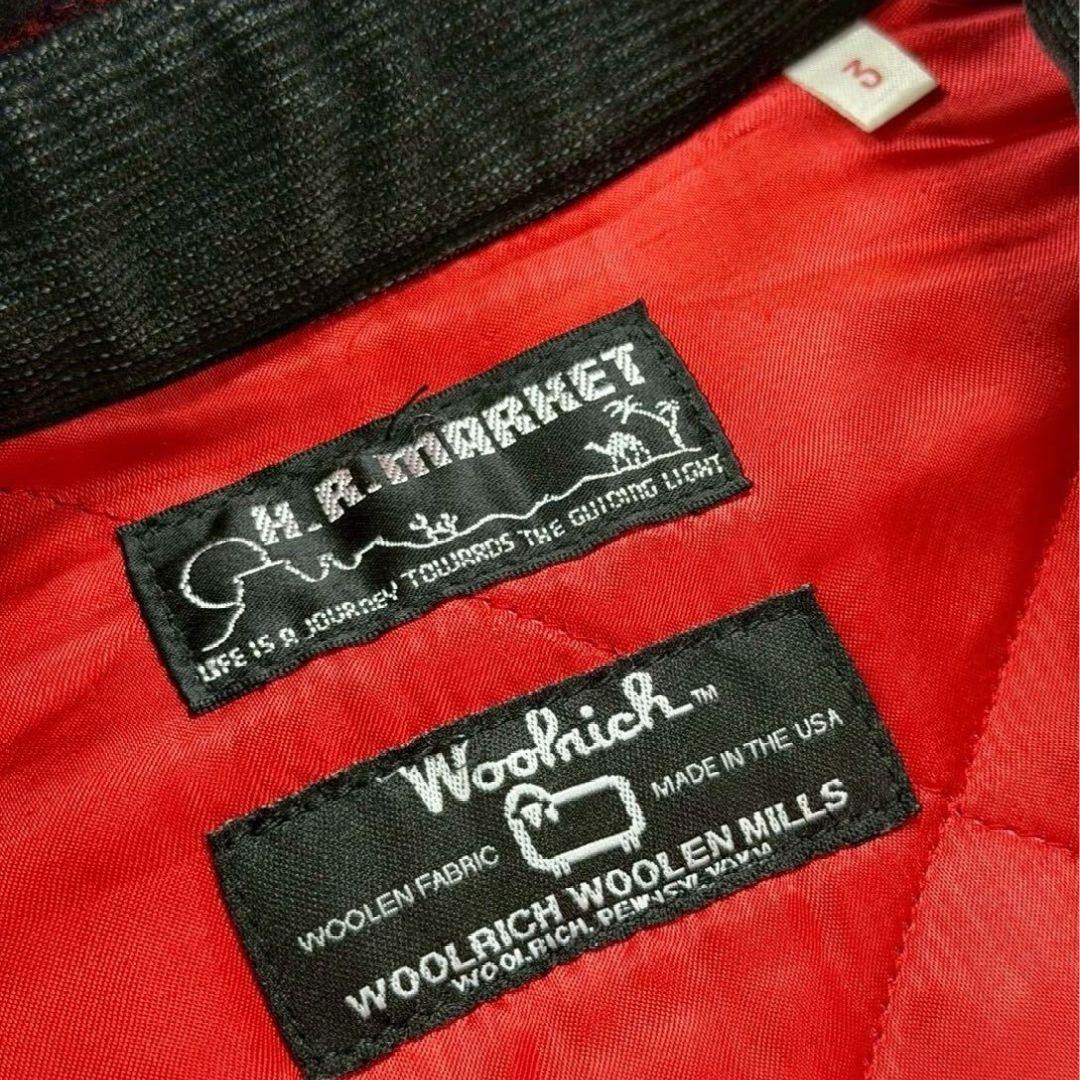 3
H.R.MARKET
LIFE IS A JOURNEY TOWARDS THE GUIDING LIGHT
Woolrich™
WOOLEN FABRIC MADE IN THE USA
WOOLRICH WOOLEN MILLS
WOOLRICH,